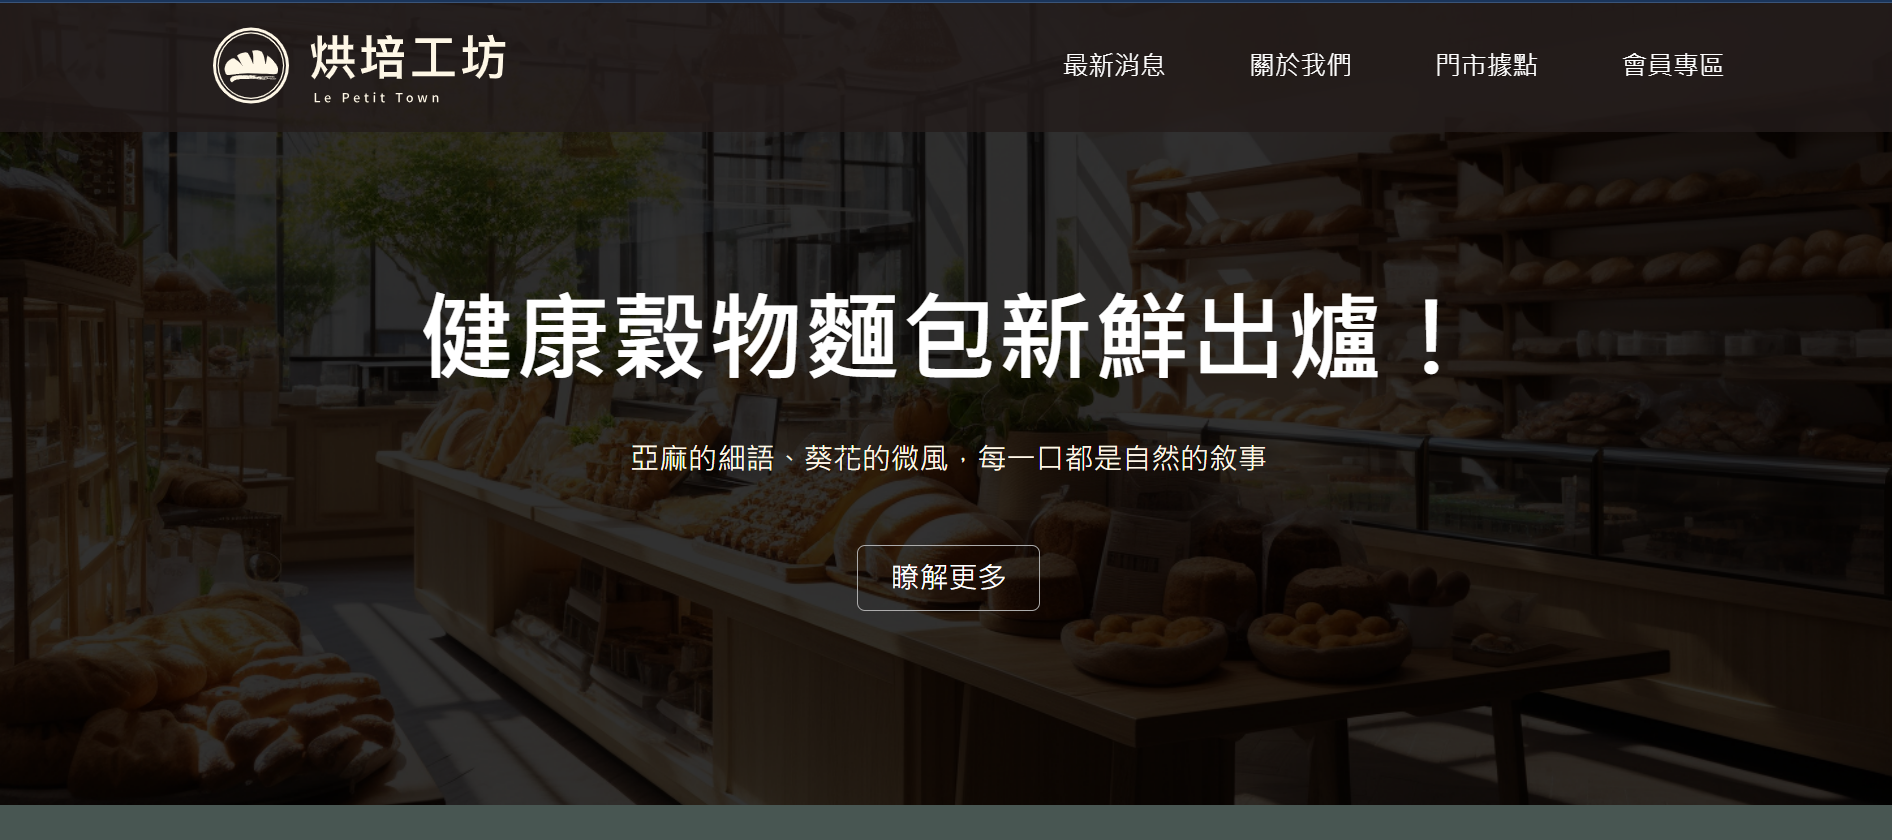 烘培工坊
Le Petit Town
最新消息 關於我們 門市據點 會員專區
健康穀物麵包新鮮出爐！
亞麻的細語、葵花的微風，每一口都是自然的敘事
瞭解更多